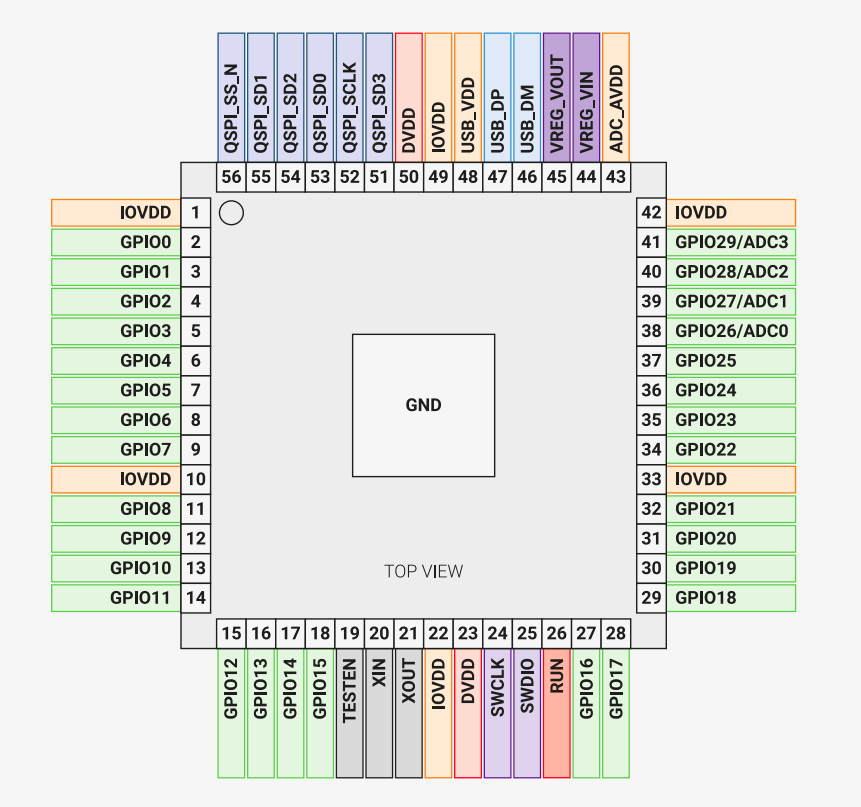 QSPI_SS_N
QSPI_SD1
QSPI_SD2
QSPI_SD0
QSPI_SCLK
QSPI_SD3
DVDD
IOVDD
USB_VDD
USB_DP
USB_DM
VREG_VOUT
VREG_VIN
ADC_AVDD
56 55 54 53 52 51 50 49 48 47 46 45 44 43
IOVDD 1
GPIO0 2
GPIO1 3
GPIO2 4
GPIO3 5
GPIO4 6
GPIO5 7
GPIO6 8
GPIO7 9
IOVDD 10
GPIO8 11
GPIO9 12
GPIO10 13
GPIO11 14
GND
TOP VIEW
42 IOVDD
41 GPIO29/ADC3
40 GPIO28/ADC2
39 GPIO27/ADC1
38 GPIO26/ADC0
37 GPIO25
36 GPIO24
35 GPIO23
34 GPIO22
33 IOVDD
32 GPIO21
31 GPIO20
30 GPIO19
29 GPIO18
15 16 17 18 19 20 21 22 23 24 25 26 27 28
GPIO12
GPIO13
GPIO14
GPIO15
TESTEN
XIN
XOUT
IOVDD
DVDD
SWCLK
SWDIO
RUN
GPIO16
GPIO17